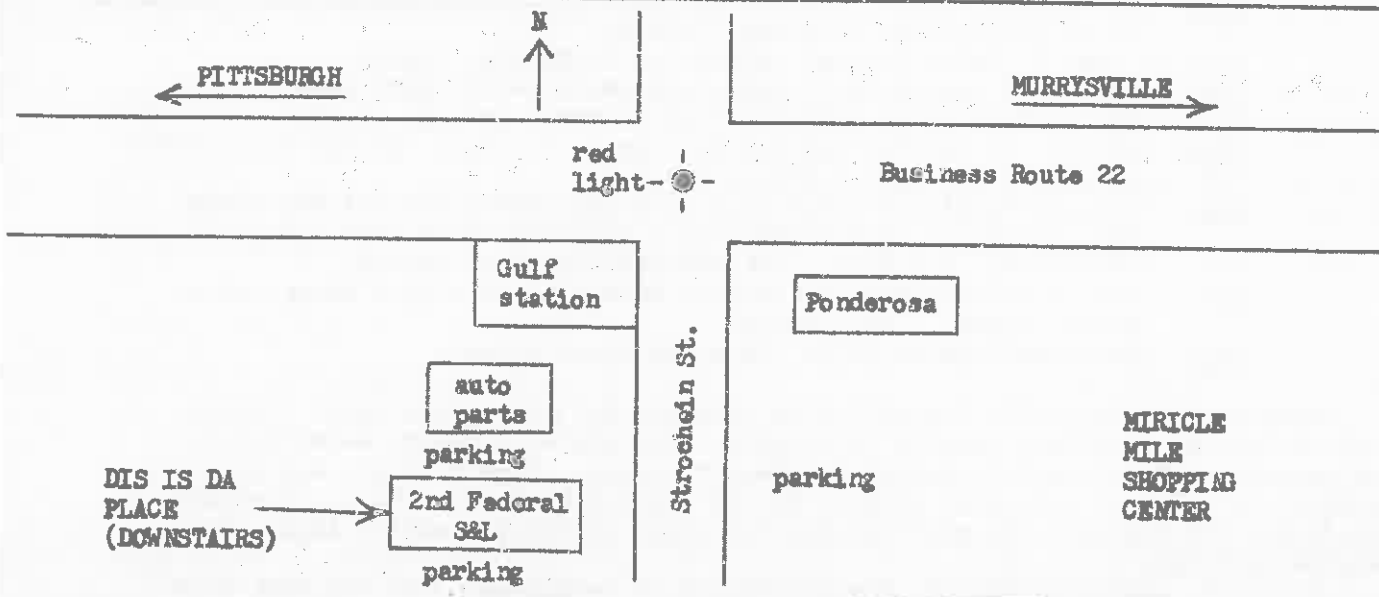 N
PITTSBURGH
MURRYSVILLE
red
light
Business Route 22
Gulf
station
Ponderosa
Strochein St.
auto
parts
parking
MIRICLE
MILE
SHOPPING
CENTER
parking
DIS IS DA
PLACE
(DOWNSTAIRS)
2nd Federal
S&L
parking